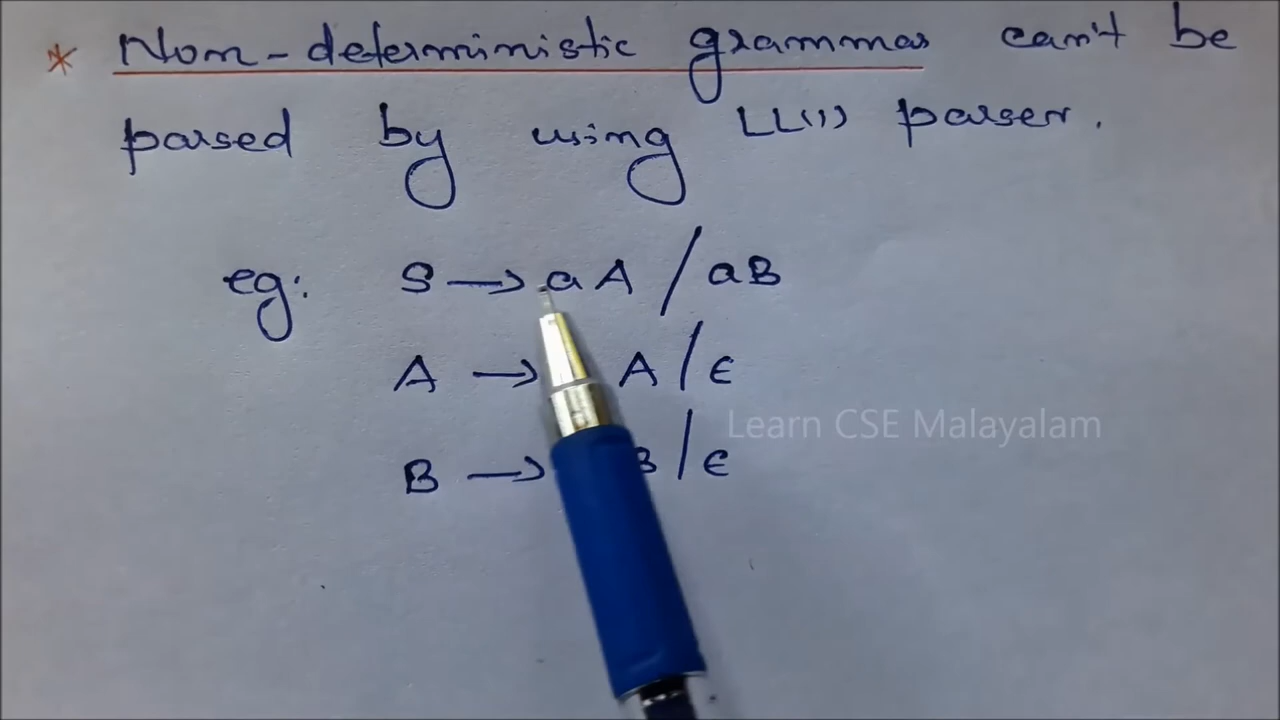 * Non-deterministic grammar can't be
parsed by using LL(1) parser.
eg: S → aA / aB
A → A / ε
Learn CSE Malayalam
B → B / ε